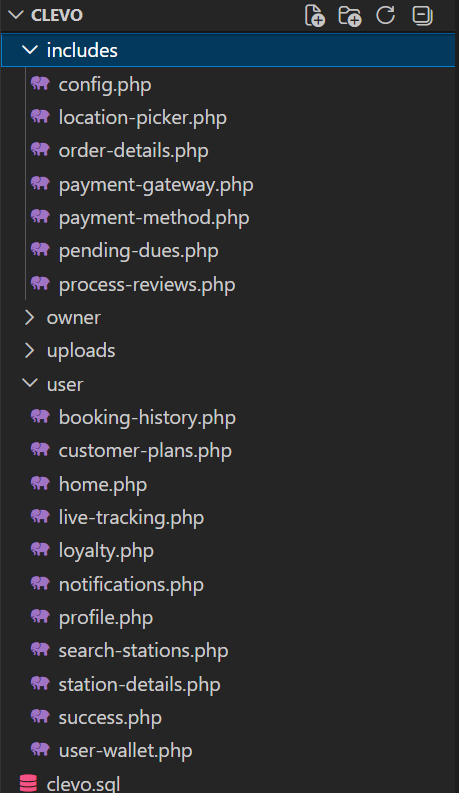 CLEVO
includes
config.php
location-picker.php
order-details.php
payment-gateway.php
payment-method.php
pending-dues.php
process-reviews.php
owner
uploads
user
booking-history.php
customer-plans.php
home.php
live-tracking.php
loyalty.php
notifications.php
profile.php
search-stations.php
station-details.php
success.php
user-wallet.php
clevo.sql